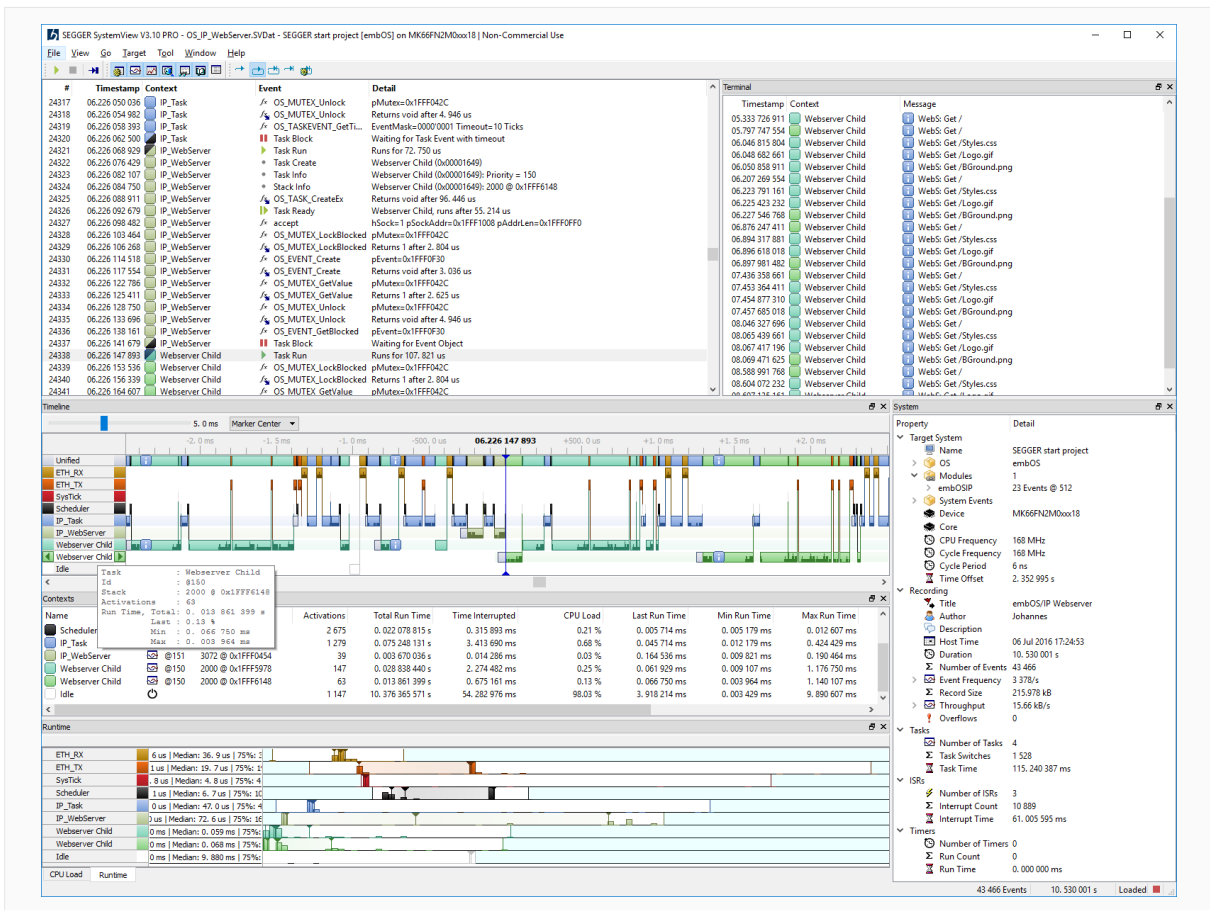 SEGGER SystemView V3.10 PRO - OS_IP_WebServer.SVDat - SEGGER start project [embOS] on MK66FN2M0xxx18 | Non-Commercial Use
File View Go Target Tool Window Help
# Timestamp Context Event Detail
24317 06.226 050 036 IP_Task OS_MUTEX_Unlock pMutex=0x1FFF042C
24318 06.226 054 982 IP_Task OS_MUTEX_Unlock Returns void after 4. 946 us
24319 06.226 058 393 IP_Task OS_TASKEVENT_GetTi... EventMask=0000'0001 Timeout=10 Ticks
24320 06.226 062 500 IP_Task Task Block Waiting for Task Event with timeout
24321 06.226 068 929 IP_WebServer Task Run Runs for 72. 750 us
24322 06.226 076 429 IP_WebServer Task Create Webserver Child (0x00001649)
24323 06.226 082 107 IP_WebServer Task Info Webserver Child (0x00001649): Priority = 150
24324 06.226 084 750 IP_WebServer Stack Info Webserver Child (0x00001649): 2000 @ 0x1FFF6148
24325 06.226 088 911 IP_WebServer OS_TASK_CreateEx Returns void after 96. 446 us
24326 06.226 092 679 IP_WebServer Task Ready Webserver Child, runs after 55. 214 us
24327 06.226 098 482 IP_WebServer accept hSock=1 pSockAddr=0x1FFF1008 pAddrLen=0x1FFF0FF0
24328 06.226 103 464 IP_WebServer OS_MUTEX_LockBlocked pMutex=0x1FFF042C
24329 06.226 106 268 IP_WebServer OS_MUTEX_LockBlocked Returns 1 after 2. 804 us
24330 06.226 114 518 IP_WebServer OS_EVENT_Create pEvent=0x1FFF0F30
24331 06.226 117 554 IP_WebServer OS_EVENT_Create Returns void after 3. 036 us
24332 06.226 122 786 IP_WebServer OS_MUTEX_GetValue pMutex=0x1FFF042C
24333 06.226 125 411 IP_WebServer OS_MUTEX_GetValue Returns 1 after 2. 625 us
24334 06.226 128 750 IP_WebServer OS_MUTEX_Unlock pMutex=0x1FFF042C
24335 06.226 133 696 IP_WebServer OS_MUTEX_Unlock Returns void after 4. 946 us
24336 06.226 138 161 IP_WebServer OS_EVENT_GetBlocked pEvent=0x1FFF0F30
24337 06.226 141 679 IP_WebServer Task Block Waiting for Event Object
24338 06.226 147 893 Webserver Child Task Run Runs for 107. 821 us
24339 06.226 153 536 Webserver Child OS_MUTEX_LockBlocked pMutex=0x1FFF042C
24340 06.226 156 339 Webserver Child OS_MUTEX_LockBlocked Returns 1 after 2. 804 us
24341 06.226 164 607 Webserver Child OS_MUTEX_GetValue pMutex=0x1FFF042C
Terminal
Timestamp Context Message
05.333 726 911 Webserver Child WebS: Get /
05.797 747 554 Webserver Child WebS: Get /
06.046 815 804 Webserver Child WebS: Get /Styles.css
06.048 682 661 Webserver Child WebS: Get /Logo.gif
06.050 858 911 Webserver Child WebS: Get /BGround.png
06.207 269 554 Webserver Child WebS: Get /
06.223 791 161 Webserver Child WebS: Get /Styles.css
06.225 423 232 Webserver Child WebS: Get /Logo.gif
06.227 546 768 Webserver Child WebS: Get /BGround.png
06.876 247 411 Webserver Child WebS: Get /
06.894 317 881 Webserver Child WebS: Get /Styles.css
06.896 618 018 Webserver Child WebS: Get /Logo.gif
06.897 981 482 Webserver Child WebS: Get /BGround.png
07.436 358 661 Webserver Child WebS: Get /
07.453 364 411 Webserver Child WebS: Get /Styles.css
07.454 877 310 Webserver Child WebS: Get /Logo.gif
07.457 685 018 Webserver Child WebS: Get /BGround.png
08.046 327 696 Webserver Child WebS: Get /
08.065 439 661 Webserver Child WebS: Get /Styles.css
08.067 417 196 Webserver Child WebS: Get /Logo.gif
08.069 471 625 Webserver Child WebS: Get /BGround.png
08.588 991 768 Webserver Child WebS: Get /
08.604 072 232 Webserver Child WebS: Get /Styles.css
Timeline
5. 0 ms Marker Center
-2. 0 ms -1. 5 ms -1. 0 ms -500. 0 us 06.226 147 893 +500. 0 us +1. 0 ms +1. 5 ms +2. 0 ms
Unified
ETH_RX
ETH_TX
SysTick
Scheduler
IP_Task
IP_WebServer
Webserver Child
Webserver Child
Idle
Task : Webserver Child
Id : @150
Stack : 2000 @ 0x1FFF6148
Activations : 63
Run Time, Total: 0. 013 861 399 s
Last : 0.13 %
Min : 0. 066 750 ms
Max : 0. 003 964 ms
Contexts
Name Activations Total Run Time Time Interrupted CPU Load Last Run Time Min Run Time Max Run Time
Scheduler 2 675 0. 022 078 815 s 0. 315 893 ms 0.21 % 0. 005 714 ms 0. 005 179 ms 0. 012 607 ms
IP_Task 1 279 0. 075 248 131 s 3. 413 690 ms 0.68 % 0. 045 714 ms 0. 004 321 ms 0. 424 429 ms
IP_WebServer @151 3072 @ 0x1FFF0454 39 0. 003 670 036 s 0. 014 286 ms 0.03 % 0. 164 536 ms 0. 009 821 ms 0. 190 464 ms
Webserver Child @150 2000 @ 0x1FFF5978 147 0. 028 838 440 s 2. 274 482 ms 0.25 % 0. 061 929 ms 0. 009 107 ms 1. 176 750 ms
Webserver Child @150 2000 @ 0x1FFF6148 63 0. 013 861 399 s 0. 675 161 ms 0.13 % 0. 066 750 ms 0. 003 964 ms 1. 140 107 ms
Idle 1 147 10. 376 365 571 s 54. 282 976 ms 98.03 % 3. 918 214 ms 0. 003 429 ms 9. 890 607 ms
Runtime
ETH_RX 6 us | Median: 36. 9 us | 75%: 3
ETH_TX 1 us | Median: 19. 7 us | 75%: 1
SysTick . 8 us | Median: 4. 8 us | 75%: 4
Scheduler 1 us | Median: 6. 7 us | 75%: 10
IP_Task 0 us | Median: 47. 0 us | 75%: 4
IP_WebServer us | Median: 72. 6 us | 75%: 16
Webserver Child 0 ms | Median: 0. 059 ms | 75%:
Webserver Child 0 ms | Median: 0. 068 ms | 75%:
Idle 0 ms | Median: 9. 880 ms | 75%:
CPU Load Runtime
System
Property Detail
Target System
Name SEGGER start project
OS embOS
Modules 1
embOSIP 23 Events @ 512
System Events
Device MK66FN2M0xxx18
Core
CPU Frequency 168 MHz
Cycle Frequency 168 MHz
Cycle Period 6 ns
Time Offset 2. 352 995 s
Recording
Title embOS/IP Webserver
Author Johannes
Description
Host Time 06 Jul 2016 17:24:53
Duration 10. 530 001 s
Number of Events 43 466
Event Frequency 3 378/s
Record Size 215.978 kB
Throughput 15.66 kB/s
Overflows 0
Tasks
Number of Tasks 4
Task Switches 1 528
Task Time 115. 240 387 ms
ISRs
Number of ISRs 3
Interrupt Count 10 889
Interrupt Time 61. 005 595 ms
Timers
Number of Timers 0
Run Count 0
Run Time 0. 000 000 ms
43 466 Events 10. 530 001 s Loaded